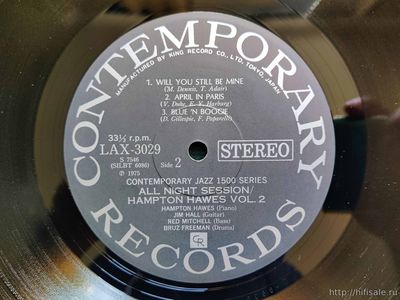 CONTEMPORARY
MANUFACTURED BY KING RECORD CO., LTD. TOKYO, JAPAN
1. WILL YOU STILL BE MINE
(M. Dennis, T. Adair)
2. APRIL IN PARIS
(V. Duke, E. Y. Harburg)
3. BLUE 'N BOOGIE
(D. Gillespie, F. Paparelli)
33⅓ r.p.m.
LAX-3029
S 7546
(SILBT 6086)
Ⓟ 1975
Side 2
STEREO
CONTEMPORARY JAZZ 1500 SERIES
ALL NIGHT SESSION/
HAMPTON HAWES VOL. 2
HAMPTON HAWES (Piano)
JIM HALL (Guitar)
RED MITCHELL (Bass)
BRUZ FREEMAN (Drums)
CR
RECORDS
http://hifisale.ru